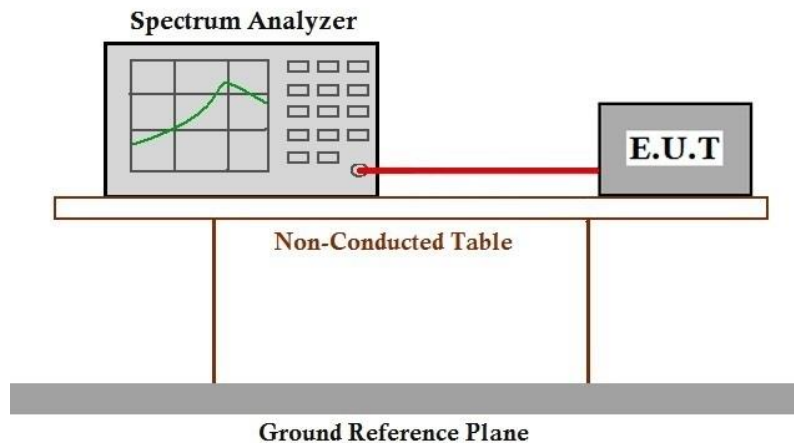 Spectrum Analyzer
E.U.T
Non-Conducted Table
Ground Reference Plane